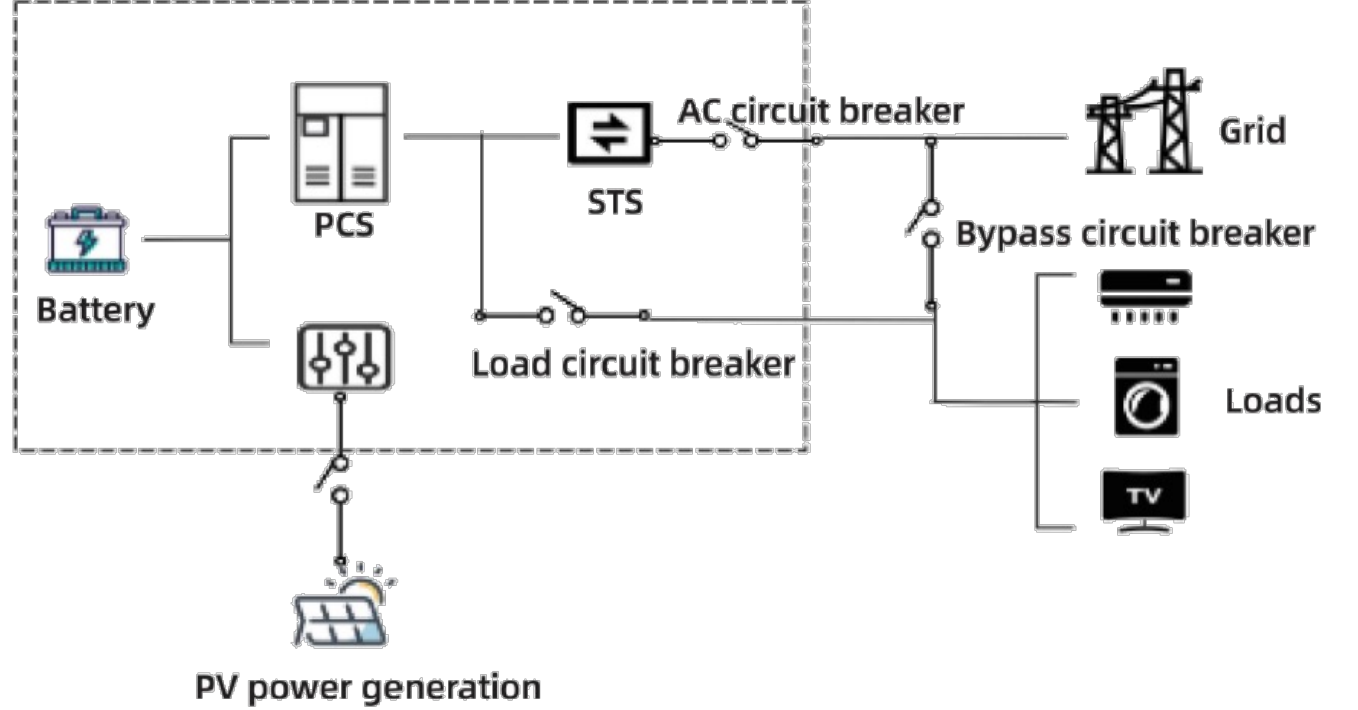 AC circuit breaker
Grid
STS
PCS
Bypass circuit breaker
Battery
Load circuit breaker
Loads
TV
PV power generation